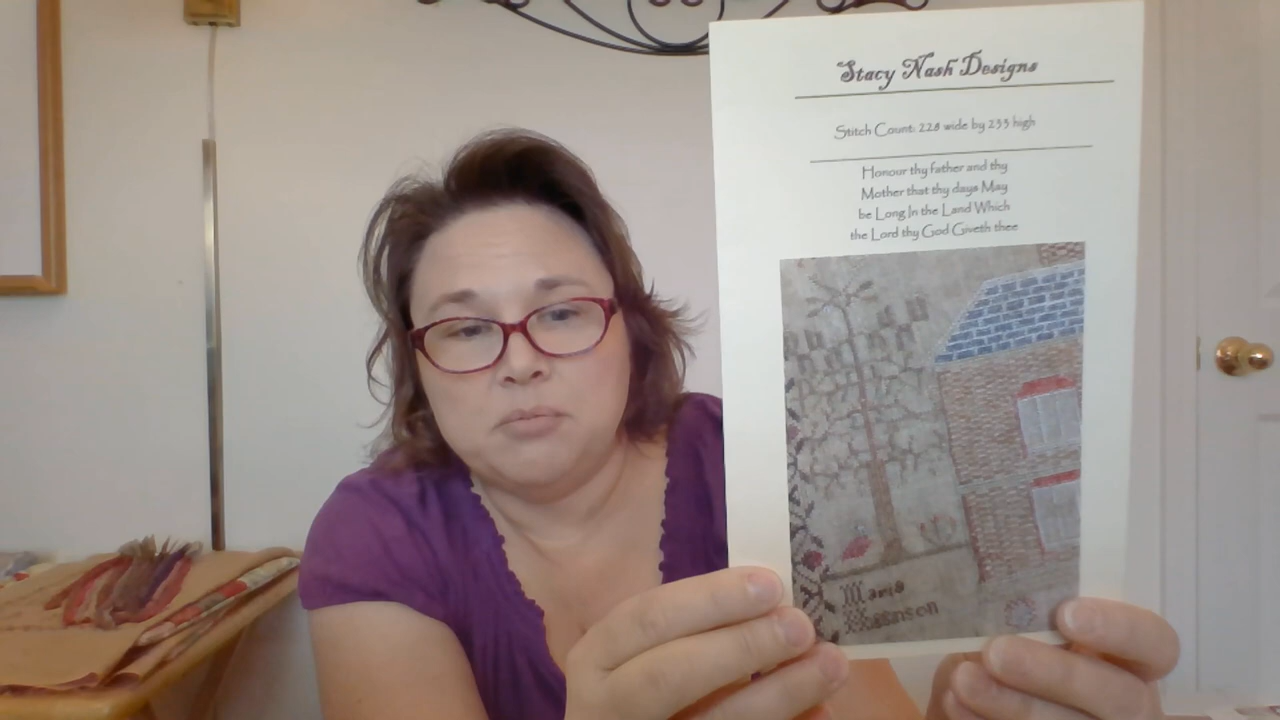 Stacy Nash Designs
Stitch Count: 228 wide by 233 high
Honour thy father and thy
Mother that thy days May
be Long In the Land Which
the Lord thy God Giveth thee
Maria